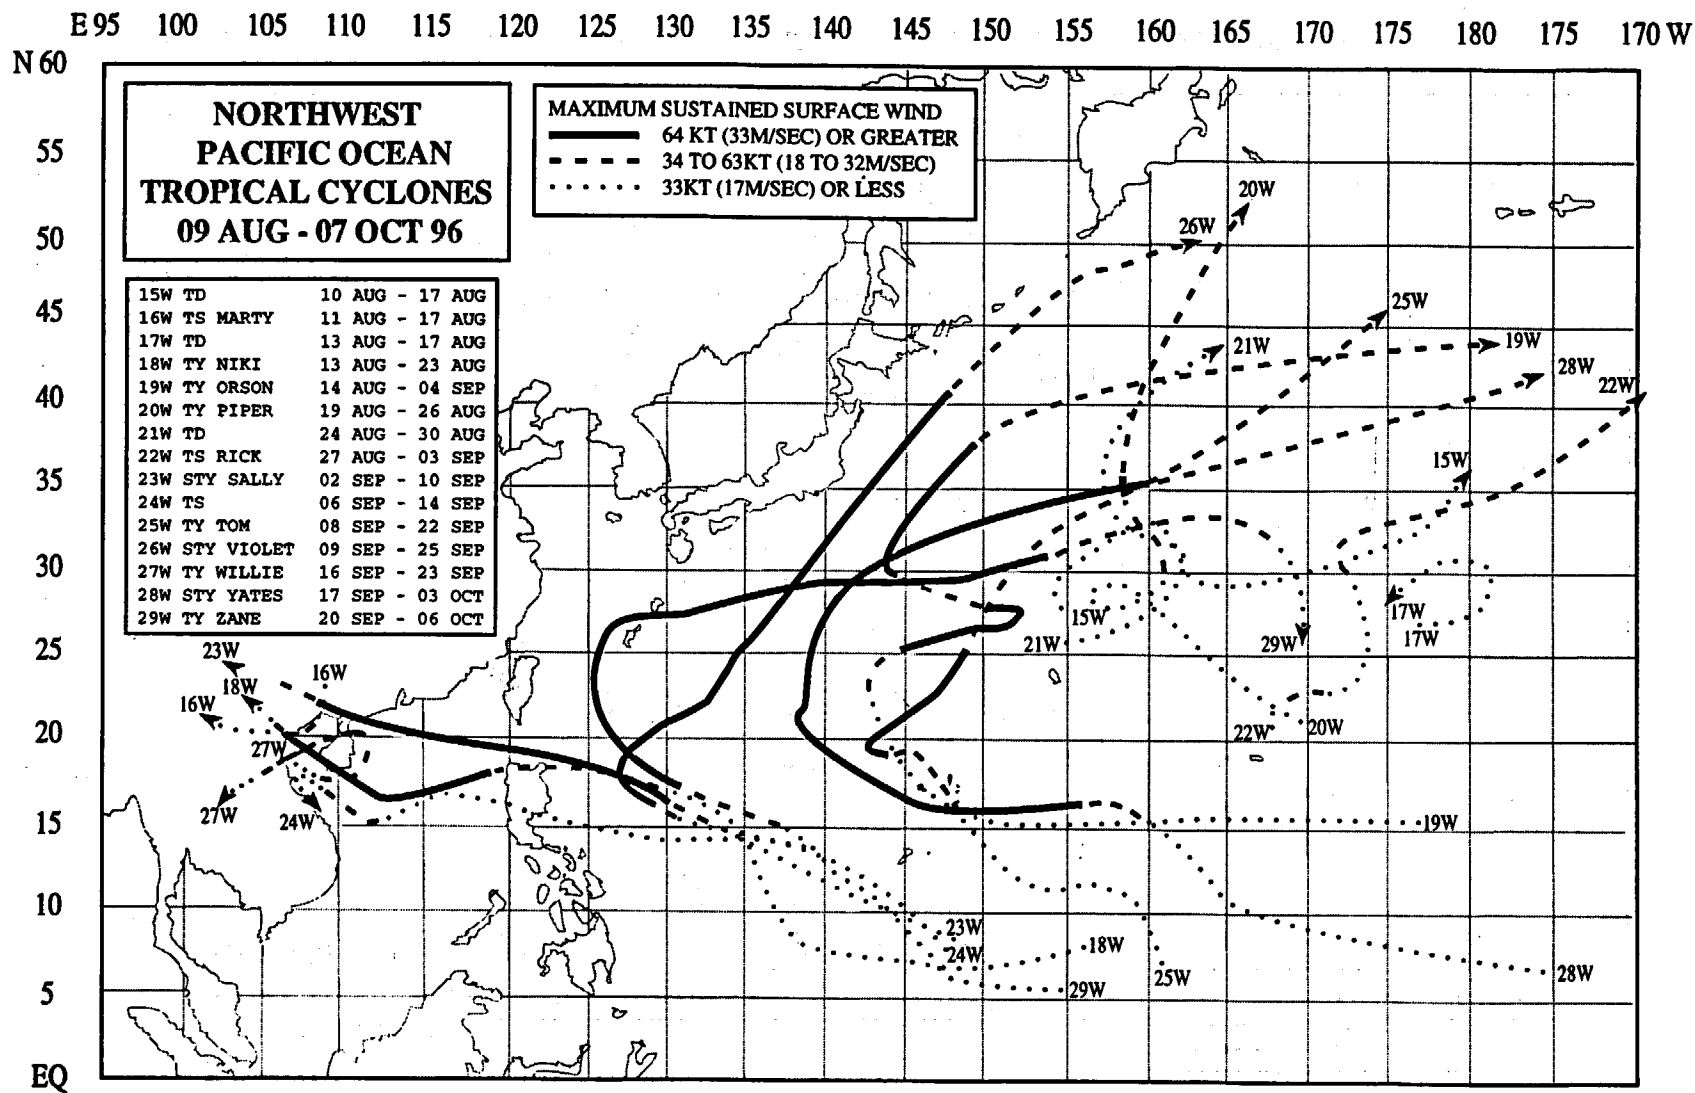 E 95 100 105 110 115 120 125 130 135 140 145 150 155 160 165 170 175 180 175 170 W
N 60
55
50
45
40
35
30
25
20
15
10
5
EQ
NORTHWEST
PACIFIC OCEAN
TROPICAL CYCLONES
09 AUG - 07 OCT 96
MAXIMUM SUSTAINED SURFACE WIND
64 KT (33M/SEC) OR GREATER
34 TO 63KT (18 TO 32M/SEC)
33KT (17M/SEC) OR LESS
15W TD 10 AUG - 17 AUG
16W TS MARTY 11 AUG - 17 AUG
17W TD 13 AUG - 17 AUG
18W TY NIKI 13 AUG - 23 AUG
19W TY ORSON 14 AUG - 04 SEP
20W TY PIPER 19 AUG - 26 AUG
21W TD 24 AUG - 30 AUG
22W TS RICK 27 AUG - 03 SEP
23W STY SALLY 02 SEP - 10 SEP
24W TS 06 SEP - 14 SEP
25W TY TOM 08 SEP - 22 SEP
26W STY VIOLET 09 SEP - 25 SEP
27W TY WILLIE 16 SEP - 23 SEP
28W STY YATES 17 SEP - 03 OCT
29W TY ZANE 20 SEP - 06 OCT
20W
26W
25W
21W
19W
28W
22W
15W
17W
15W
17W
21W
29W
23W
16W
18W
16W
22W
20W
27W
27W
24W
19W
23W
18W
24W
25W
28W
29W